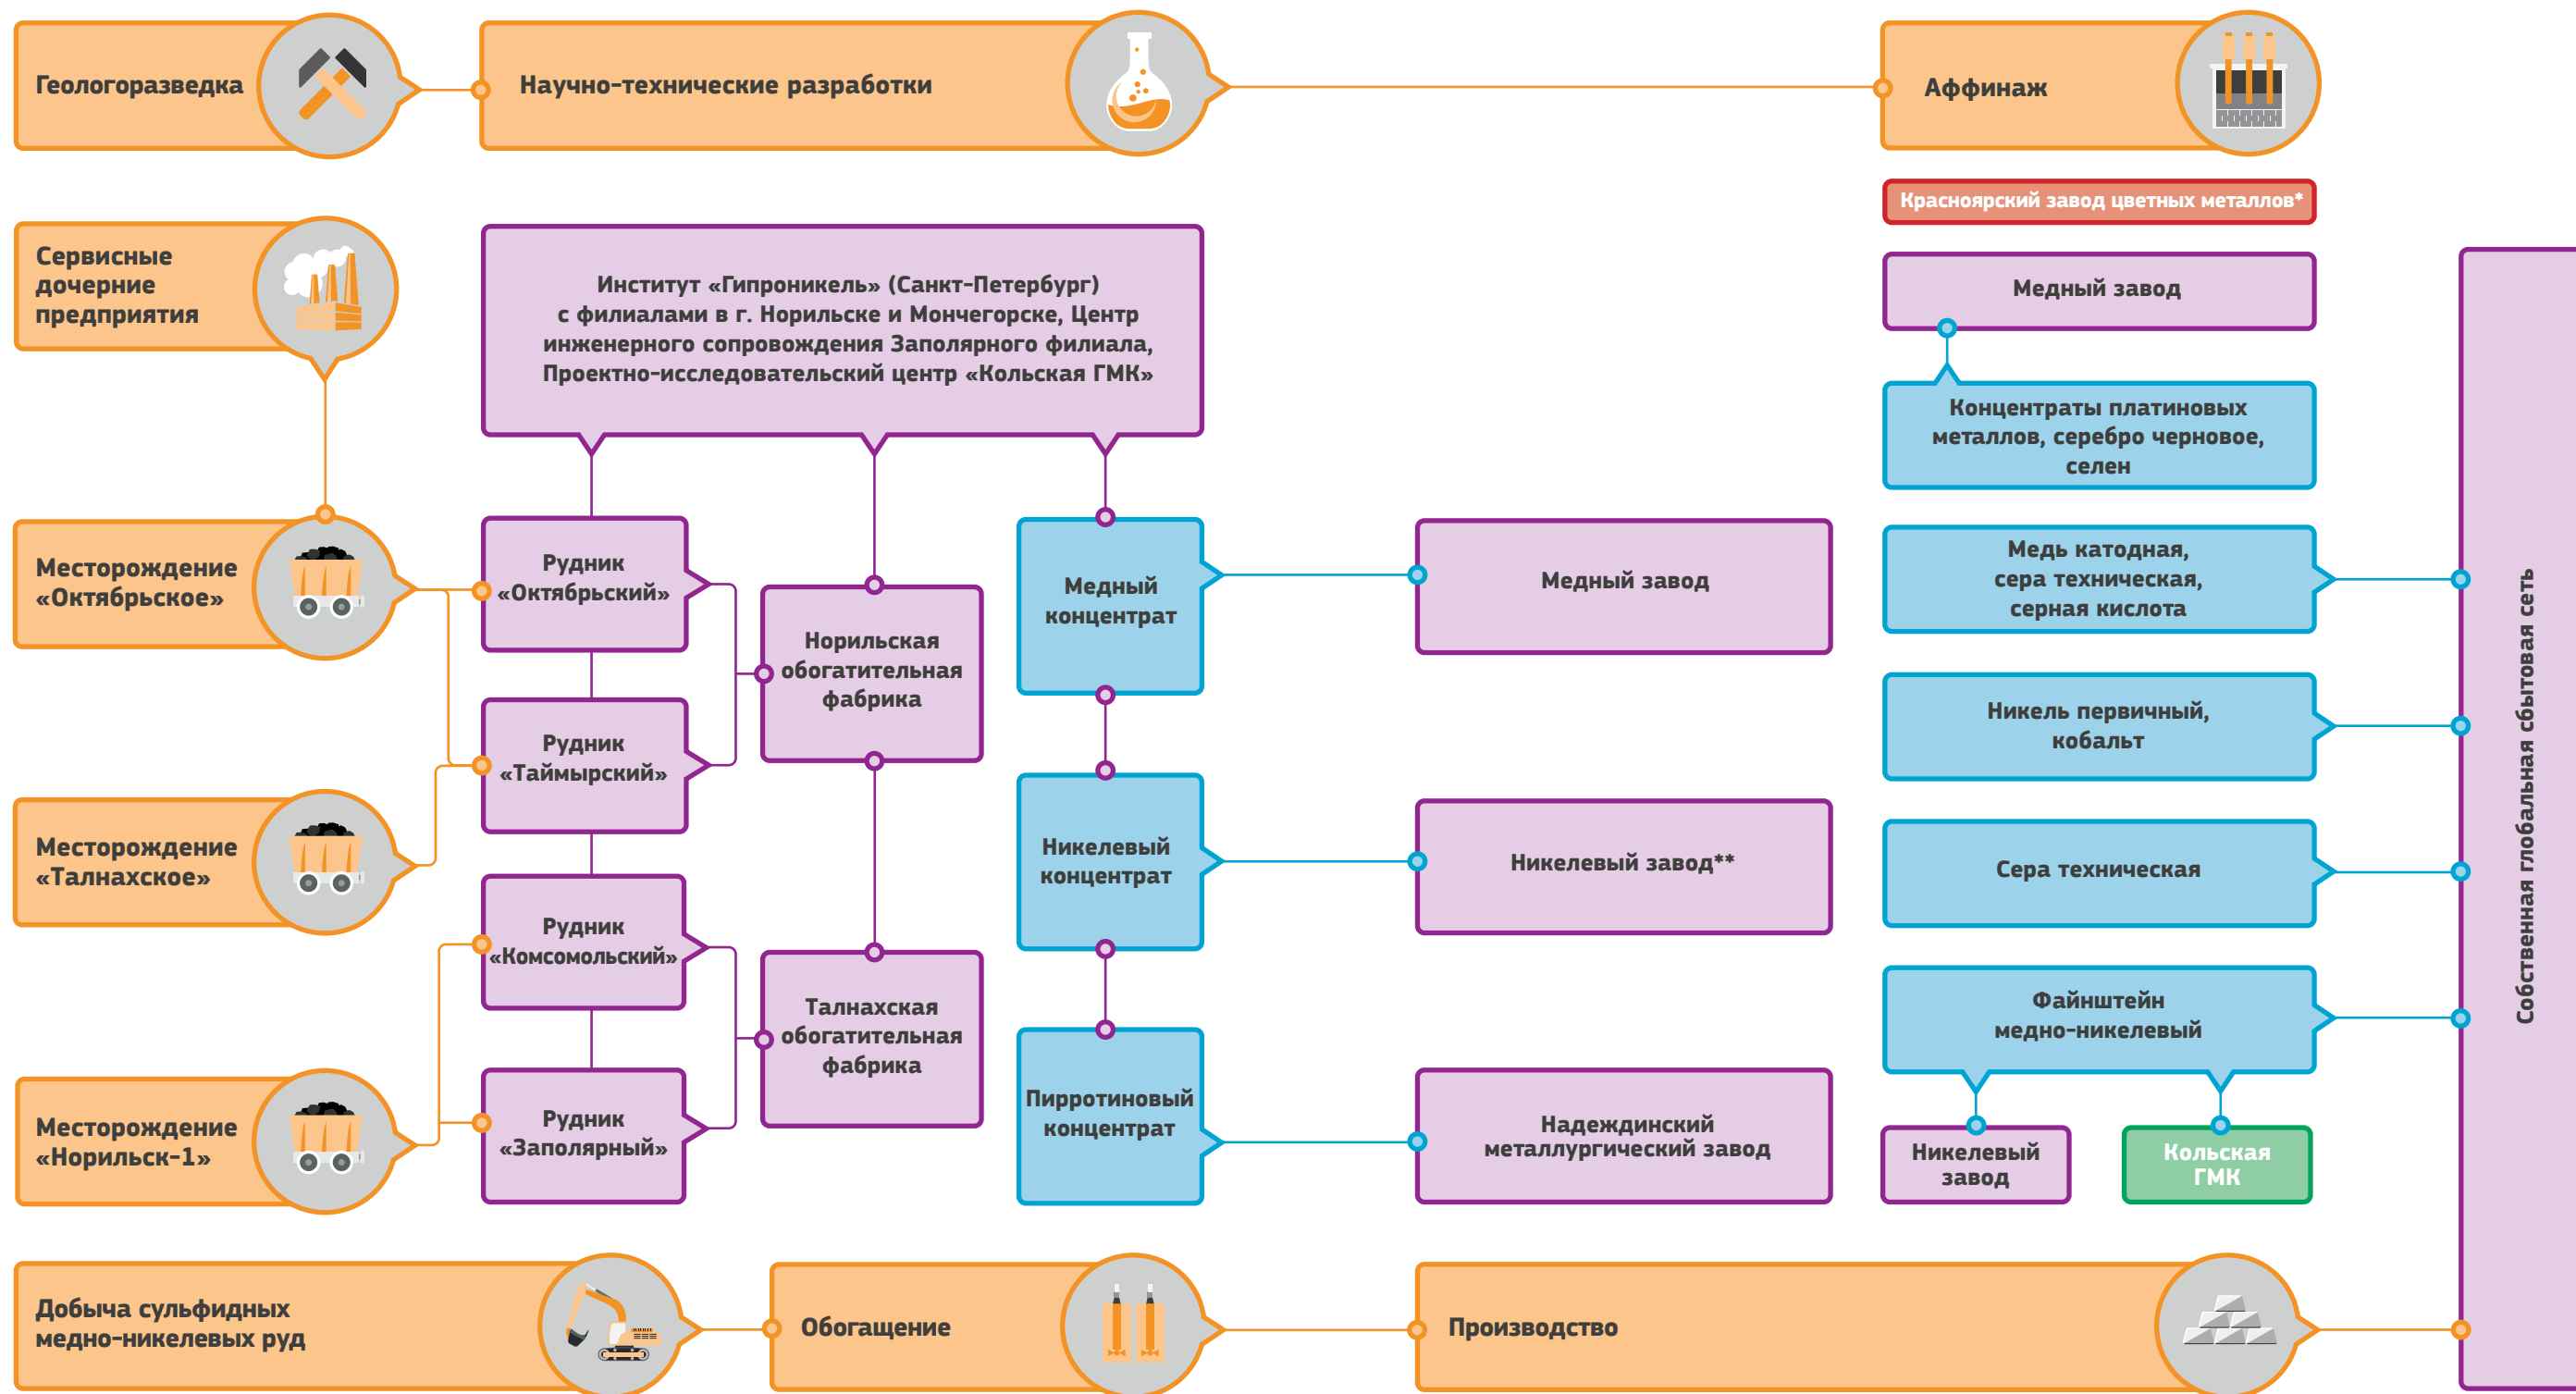 Геологоразведка
Научно-технические разработки
Аффинаж
Красноярский завод цветных металлов*
Сервисные
дочерние
предприятия
Институт «Гипроникель» (Санкт-Петербург)
с филиалами в г. Норильске и Мончегорске, Центр
инженерного сопровождения Заполярного филиала,
Проектно-исследовательский центр «Кольская ГМК»
Медный завод
Концентраты платиновых
металлов, серебро черновое,
селен
Месторождение
«Октябрьское»
Рудник
«Октябрьский»
Норильская
обогатительная
фабрика
Медный
концентрат
Медный завод
Медь катодная,
сера техническая,
серная кислота
Рудник
«Таймырский»
Никель первичный,
кобальт
Месторождение
«Талнахское»
Никелевый
концентрат
Никелевый завод**
Сера техническая
Рудник
«Комсомольский»
Талнахская
обогатительная
фабрика
Файнштейн
медно-никелевый
Месторождение
«Норильск-1»
Рудник
«Заполярный»
Пирротиновый
концентрат
Надеждинский
металлургический завод
Никелевый
завод
Кольская
ГМК
Собственная глобальная сбытовая сеть
Добыча сульфидных
медно-никелевых руд
Обогащение
Производство